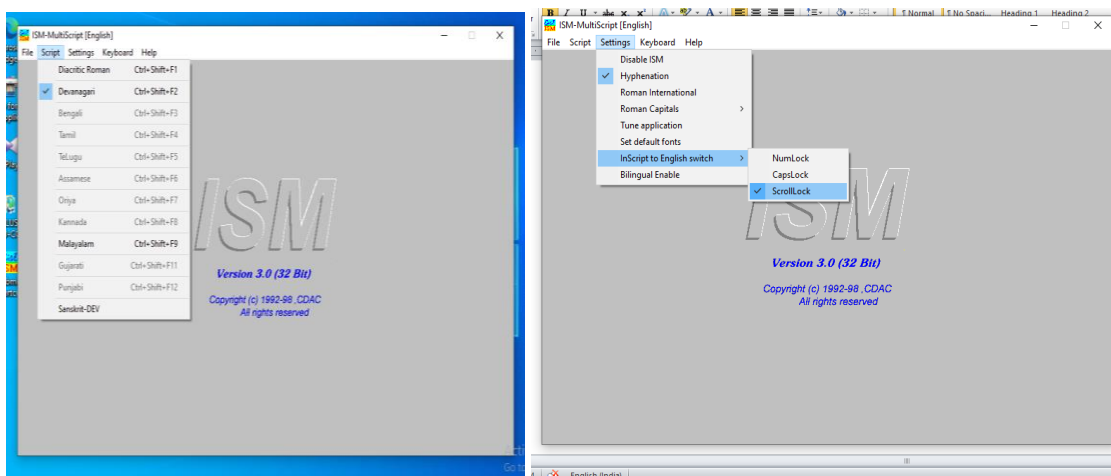 ISM-MultiScript [English]
File Script Settings Keyboard Help
Diacritic Roman Ctrl+Shift+F1
Devanagari Ctrl+Shift+F2
Bengali Ctrl+Shift+F3
Tamil Ctrl+Shift+F4
TeLugu Ctrl+Shift+F5
Assamese Ctrl+Shift+F6
Oriya Ctrl+Shift+F7
Kannada Ctrl+Shift+F8
Malayalam Ctrl+Shift+F9
Gujarati Ctrl+Shift+F11
Punjabi Ctrl+Shift+F12
Sanskrit-DEV
ISM
Version 3.0 (32 Bit)
Copyright (c) 1992-98 ,CDAC
All rights reserved
Go to
¶ Normal ¶ No Spaci... Heading 1 Heading 2
ISM-MultiScript [English]
File Script Settings Keyboard Help
Disable ISM
Hyphenation
Roman International
Roman Capitals
Tune application
Set default fonts
InScript to English switch
Bilingual Enable
NumLock
CapsLock
ScrollLock
ISM
Version 3.0 (32 Bit)
Copyright (c) 1992-98 ,CDAC
All rights reserved
English (India)